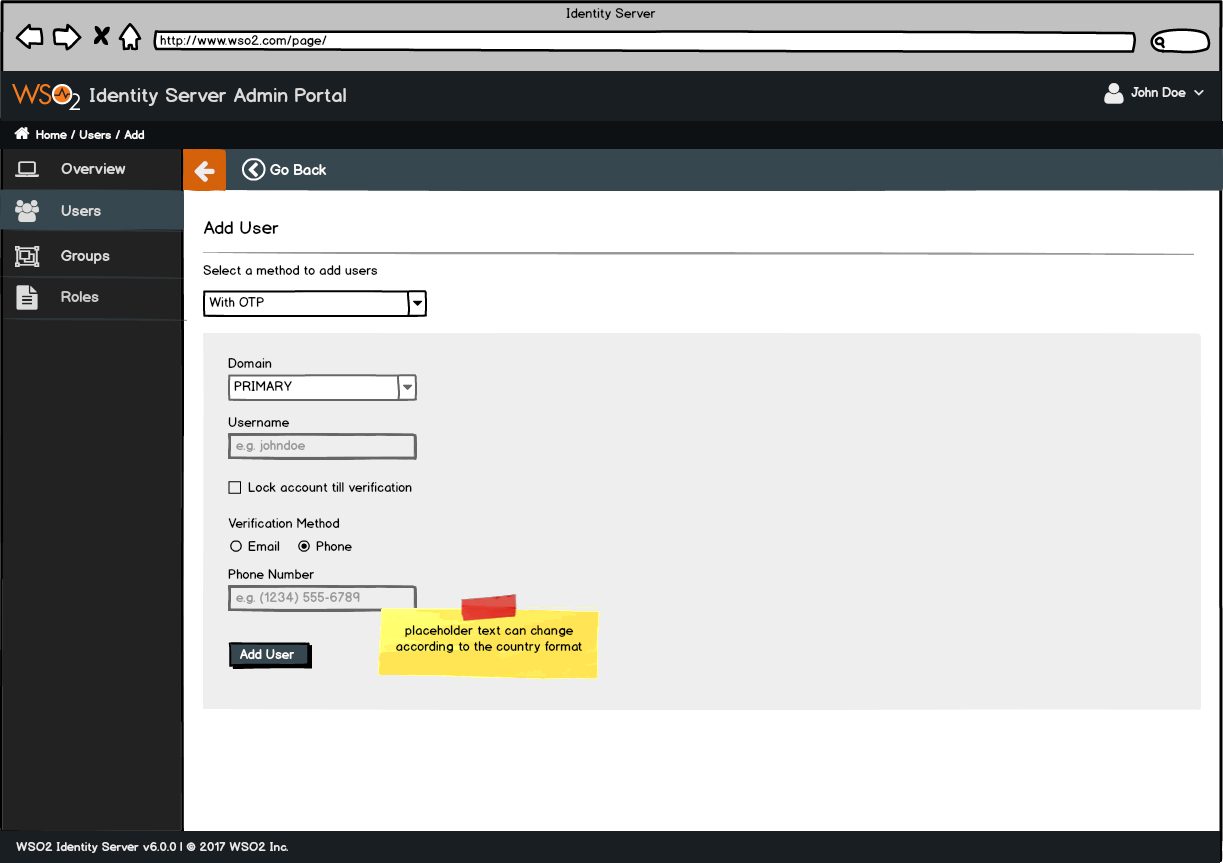 Identity Server
http://www.wso2.com/page/
WSO2 Identity Server Admin Portal
John Doe
Home / Users / Add
Overview
Go Back
Users
Groups
Roles
Add User
Select a method to add users
With OTP
Domain
PRIMARY
Username
e.g. johndoe
Lock account till verification
Verification Method
Email Phone
Phone Number
e.g. (1234) 555-6789
placeholder text can change
according to the country format
Add User
WSO2 Identity Server v6.0.0 | © 2017 WSO2 Inc.